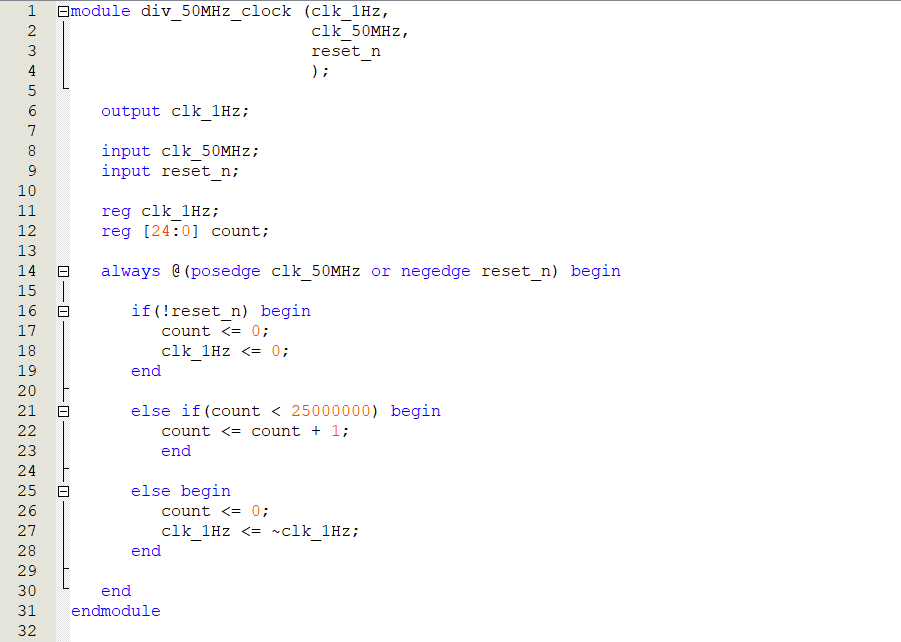 1 module div_50MHz_clock (clk_1Hz,
2 clk_50MHz,
3 reset_n
4 );
5
6 output clk_1Hz;
7
8 input clk_50MHz;
9 input reset_n;
10
11 reg clk_1Hz;
12 reg [24:0] count;
13
14 always @(posedge clk_50MHz or negedge reset_n) begin
15
16 if(!reset_n) begin
17 count <= 0;
18 clk_1Hz <= 0;
19 end
20
21 else if(count < 25000000) begin
22 count <= count + 1;
23 end
24
25 else begin
26 count <= 0;
27 clk_1Hz <= ~clk_1Hz;
28 end
29
30 end
31 endmodule
32